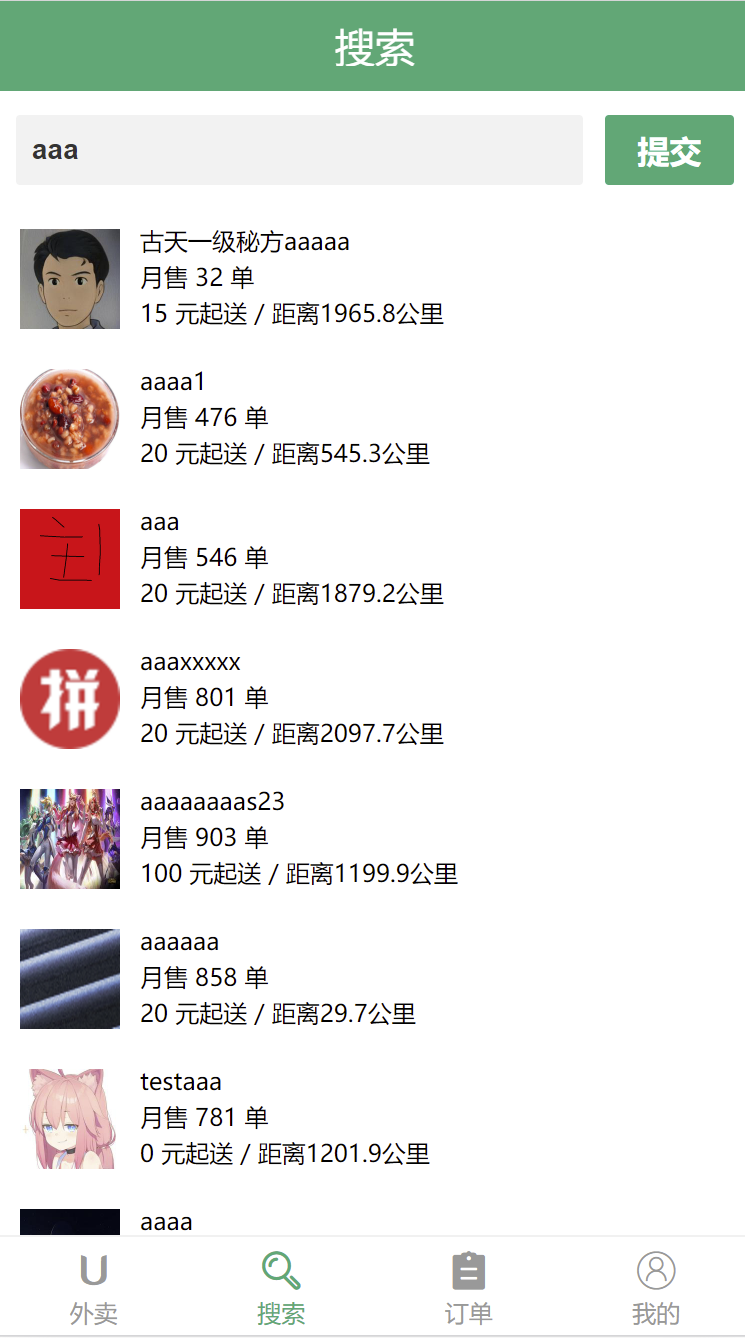 搜索
aaa
提交
古天一级秘方aaaaa
月售 32 单
15 元起送 / 距离1965.8公里
aaaa1
月售 476 单
20 元起送 / 距离545.3公里
aaa
月售 546 单
20 元起送 / 距离1879.2公里
拼
aaaxxxxx
月售 801 单
20 元起送 / 距离2097.7公里
aaaaaaaas23
月售 903 单
100 元起送 / 距离1199.9公里
aaaaaa
月售 858 单
20 元起送 / 距离29.7公里
testaaa
月售 781 单
0 元起送 / 距离1201.9公里
aaaa
外卖
搜索
订单
我的